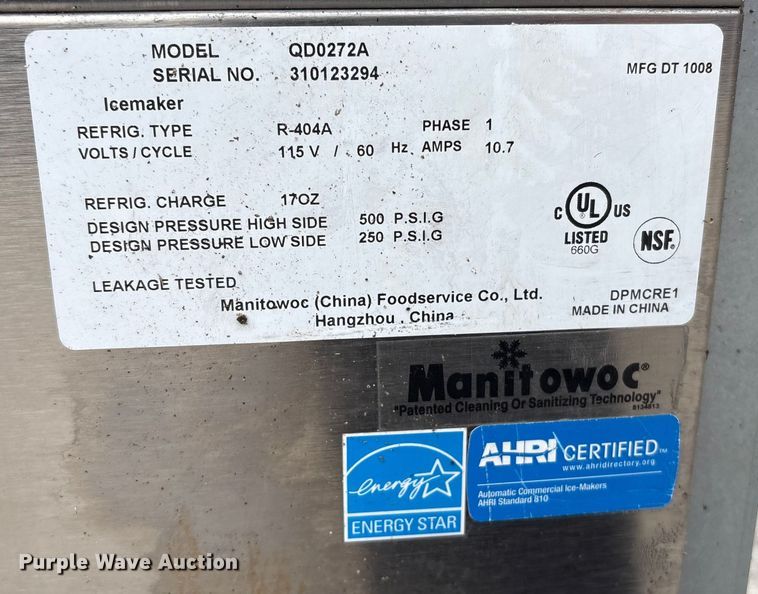 MODEL QD0272A
SERIAL NO. 310123294
MFG DT 1008
Icemaker
REFRIG. TYPE R-404A PHASE 1
VOLTS / CYCLE 115 V / 60 Hz AMPS 10.7
REFRIG. CHARGE 17OZ
DESIGN PRESSURE HIGH SIDE 500 P.S.I.G
DESIGN PRESSURE LOW SIDE 250 P.S.I.G
C UL US
LISTED
660G
NSF®
LEAKAGE TESTED
Manitowoc (China) Foodservice Co., Ltd.
Hangzhou , China
DPMCRE1
MADE IN CHINA
Manitowoc®
"Patented Cleaning Or Sanitizing Technology"
energy
ENERGY STAR
AHRI CERTIFIED™
www.ahridirectory.org
Automatic Commercial Ice-Makers
AHRI Standard 810
Purple Wave Auction